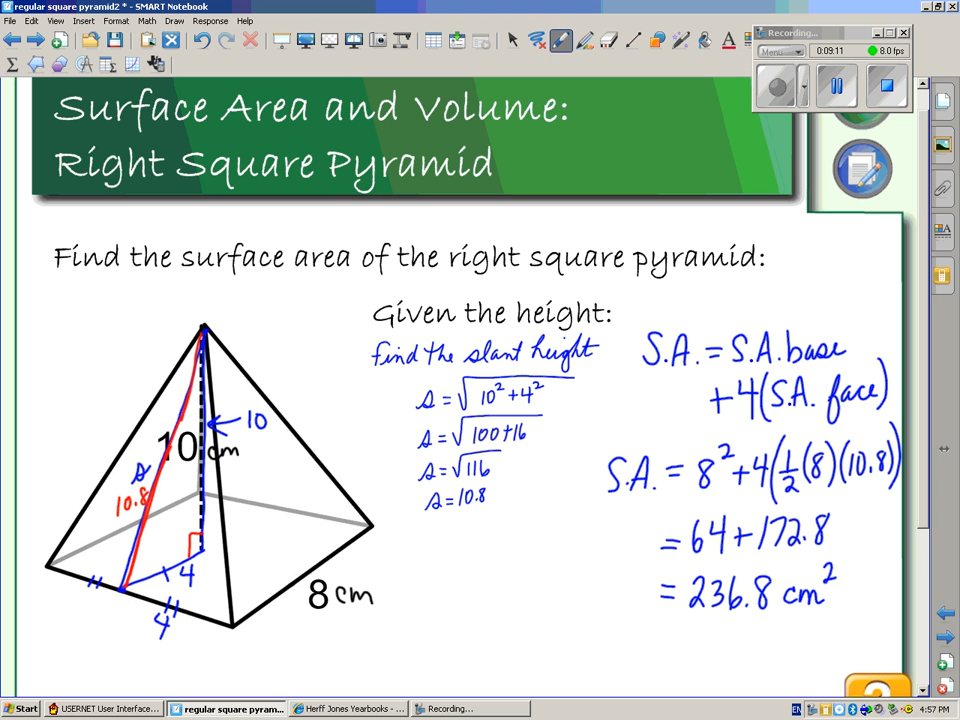 regular square pyramid2 * - SMART Notebook
File Edit View Insert Format Math Draw Response Help
Recording...
Menu
0:09:11
8.0 fps
Surface Area and Volume:
Right Square Pyramid
Find the surface area of the right square pyramid:
Given the height:
find the slant height
s = √10² + 4²
s = √100 + 16
s = √116
s = 10.8
S.A. = S.A. base
+ 4(S.A. face)
S.A. = 8² + 4(½(8)(10.8))
= 64 + 172.8
= 236.8 cm²
10
10 cm
s
10.8
4
4
8 cm
Start
USERNET User Interface...
regular square pyram...
Herff Jones Yearbooks - ...
Recording...
EN
4:57 PM